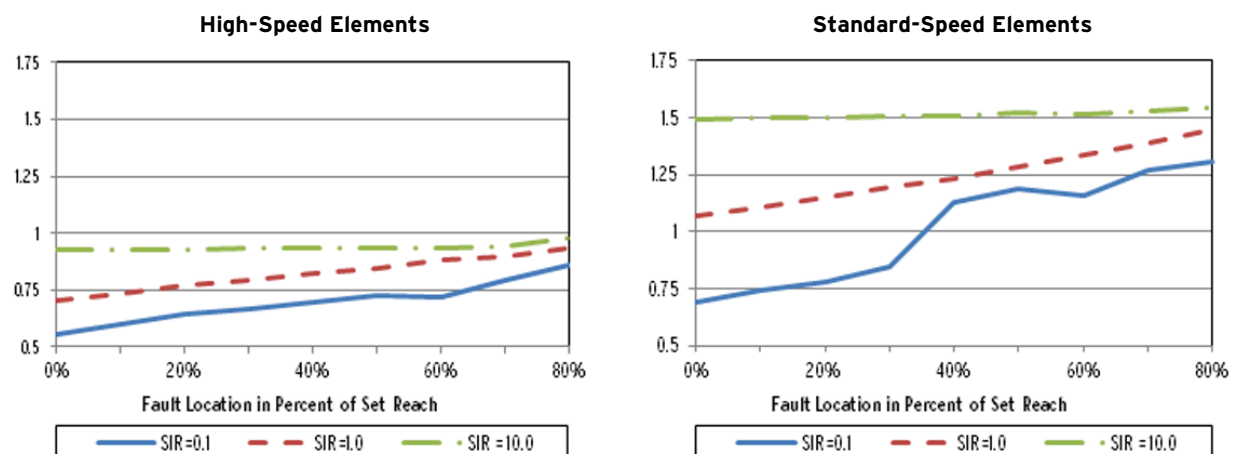 High-Speed Elements
1.75
1.5
1.25
1
0.75
0.5
0%
20%
40%
60%
80%
Fault Location in Percent of Set Reach
SIR=0.1
SIR=1.0
SIR=10.0
Standard-Speed Elements
1.75
1.5
1.25
1
0.75
0.5
0%
20%
40%
60%
80%
Fault Location in Percent of Set Reach
SIR=0.1
SIR=1.0
SIR=10.0